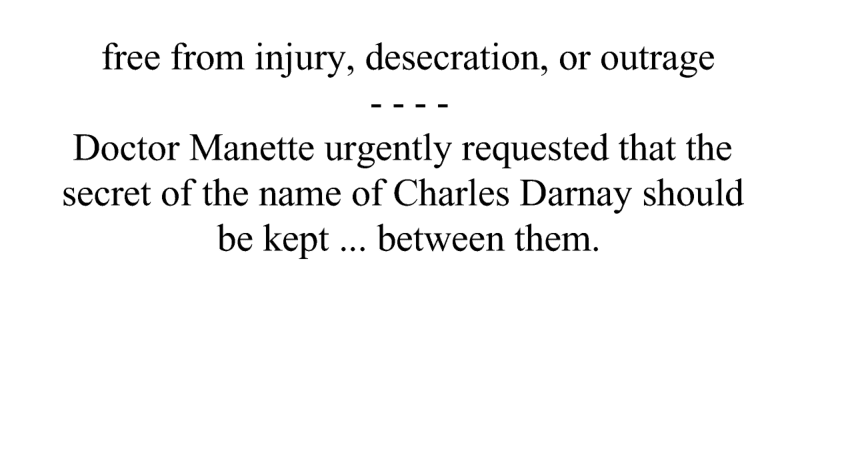 free from injury, desecration, or outrage
- - - -
Doctor Manette urgently requested that the
secret of the name of Charles Darnay should
be kept ... between them.